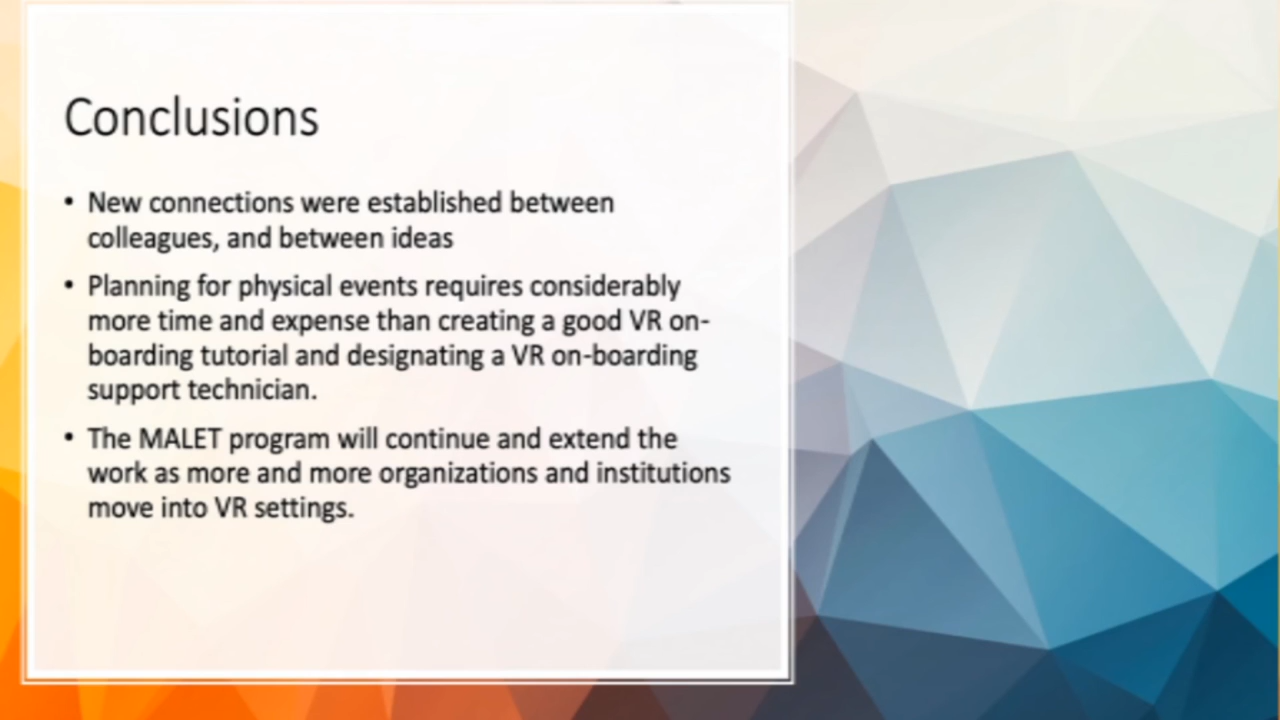 Conclusions
• New connections were established between
colleagues, and between ideas
• Planning for physical events requires considerably
more time and expense than creating a good VR on-
boarding tutorial and designating a VR on-boarding
support technician.
• The MALET program will continue and extend the
work as more and more organizations and institutions
move into VR settings.